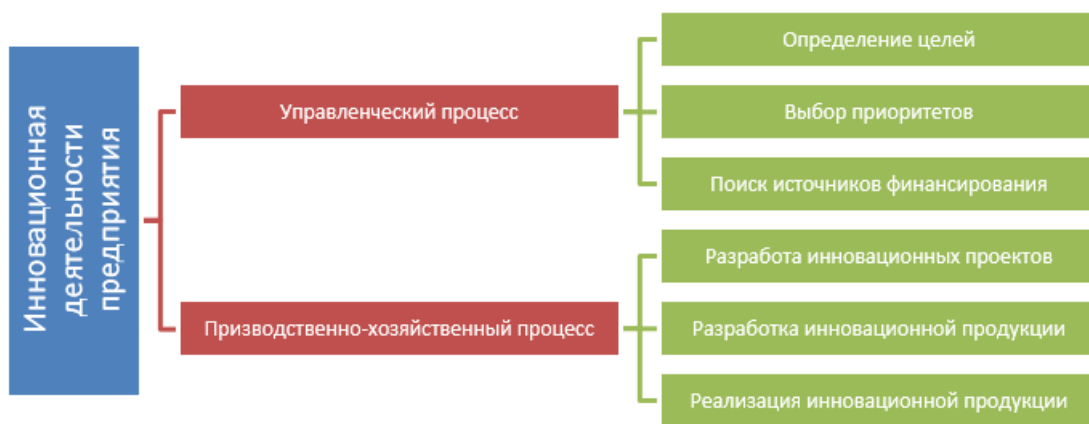 Инновационная
деятельности
предприятия
Управленческий процесс
Определение целей
Выбор приоритетов
Поиск источников финансирования
Призводственно-хозяйственный процесс
Разработа инновационных проектов
Разработка инновационной продукции
Реализация инновационной продукции